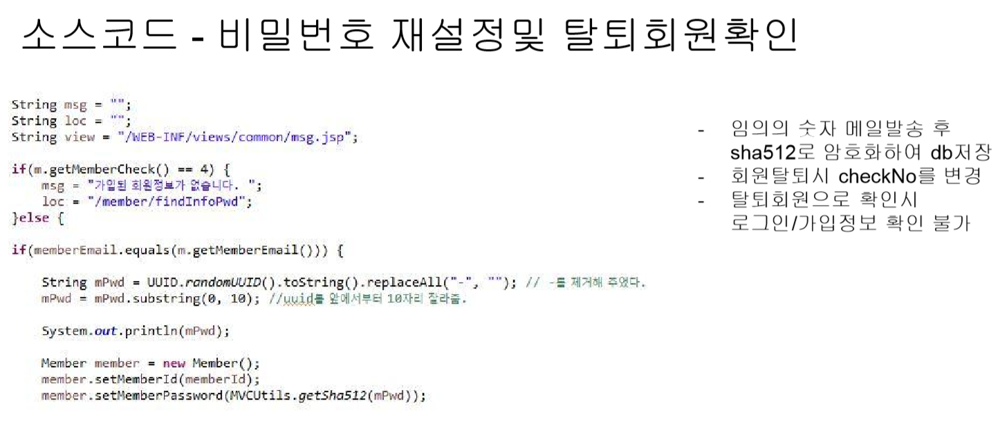 소스코드 - 비밀번호 재설정및 탈퇴회원확인
String msg = "";
String loc = "";
String view = "/WEB-INF/views/common/msg.jsp";
if(m.getMemberCheck() == 4) {
msg = "가입된 회원정보가 없습니다. ";
loc = "/member/findInfoPwd";
}else {
if(memberEmail.equals(m.getMemberEmail())) {
String mPwd = UUID.randomUUID().toString().replaceAll("-", ""); // -를 제거해 주었다.
mPwd = mPwd.substring(0, 10); //uuid를 앞에서부터 10자리 잘라줌.
System.out.println(mPwd);
Member member = new Member();
member.setMemberId(memberId);
member.setMemberPassword(MVCUtils.getSha512(mPwd));
- 임의의 숫자 메일발송 후
sha512로 암호화하여 db저장
- 회원탈퇴시 checkNo를 변경
- 탈퇴회원으로 확인시
로그인/가입정보 확인 불가